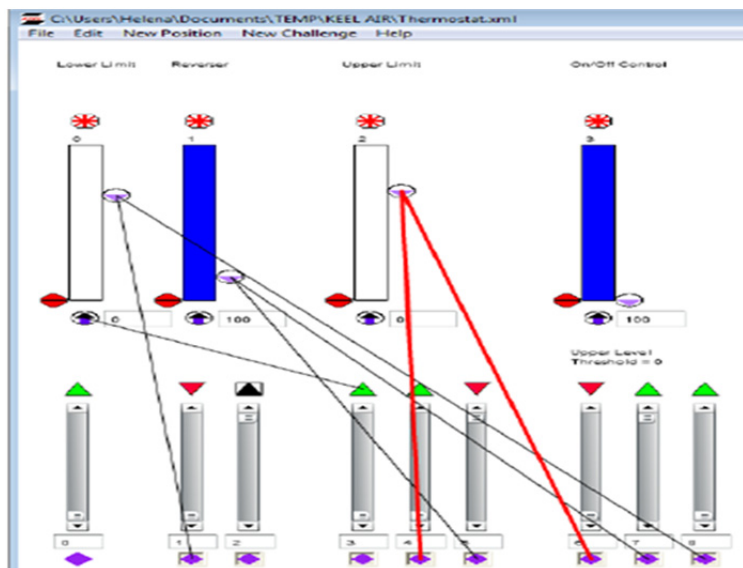 C:\Users\Helena\Documents\TEMP\KEEL AIR\Thermostat.xml
File Edit New Position New Challenge Help
Lower Limit Reverser Upper Limit On/Off Control
0 1 2 3
0 100 0 100
Upper Level
Threshold = 0
0 1 2 3 4 5 6 7 8